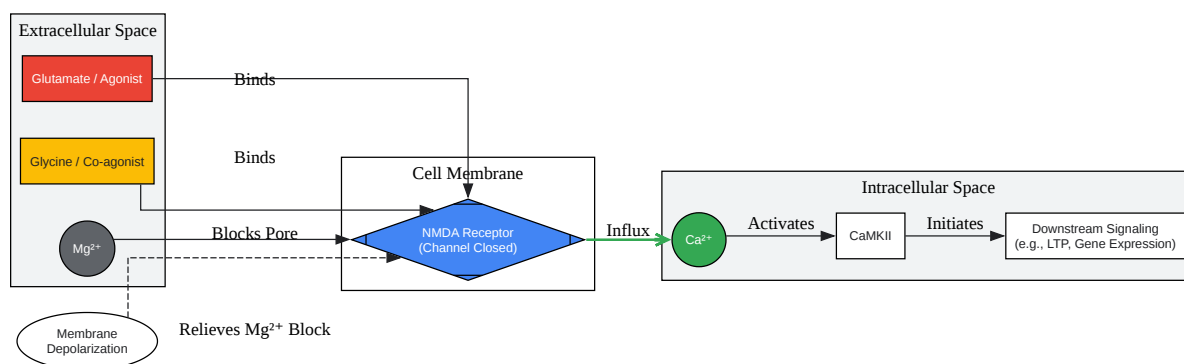 Extracellular Space
Glutamate / Agonist
Binds
Glycine / Co-agonist
Binds
Cell Membrane
Mg²⁺
Blocks Pore
NMDA Receptor
(Channel Closed)
Influx
Intracellular Space
Ca²⁺
Activates
CaMKII
Initiates
Downstream Signaling
(e.g., LTP, Gene Expression)
Membrane
Depolarization
Relieves Mg²⁺ Block